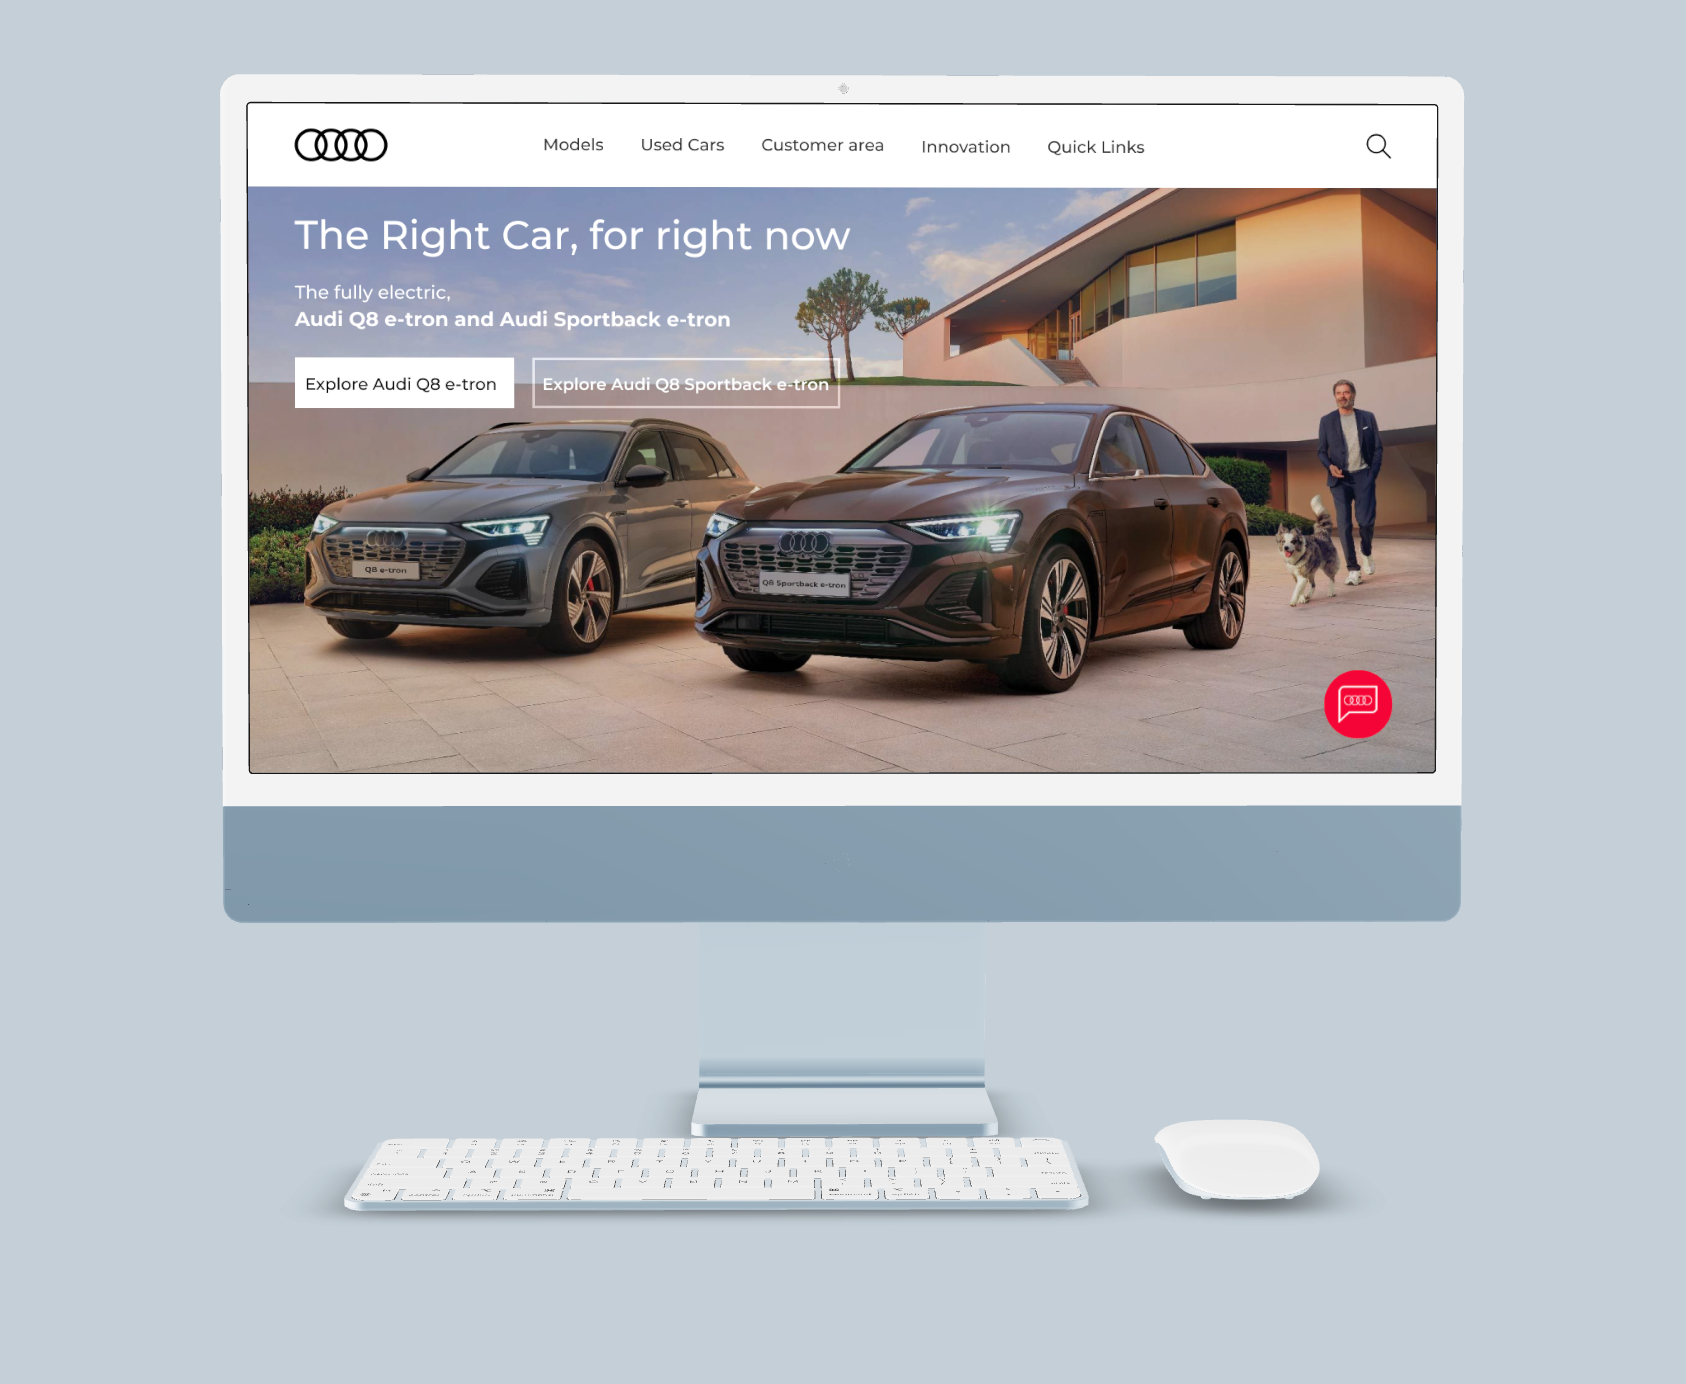 Models Used Cars Customer area Innovation Quick Links
The Right Car, for right now
The fully electric,
Audi Q8 e-tron and Audi Sportback e-tron
Explore Audi Q8 e-tron Explore Audi Q8 Sportback e-tron
Q8 e-tron
Q8 Sportback e-tron